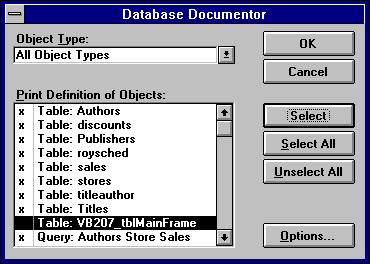 Database Documentor
Object Type:
All Object Types
OK
Cancel
Print Definition of Objects:
x Table: Authors
x Table: discounts
x Table: Publishers
x Table: roysched
x Table: sales
x Table: stores
x Table: titleauthor
x Table: Titles
Table: VB207_tblMainFrame
x Query: Authors Store Sales
Select
Select All
Unselect All
Options...